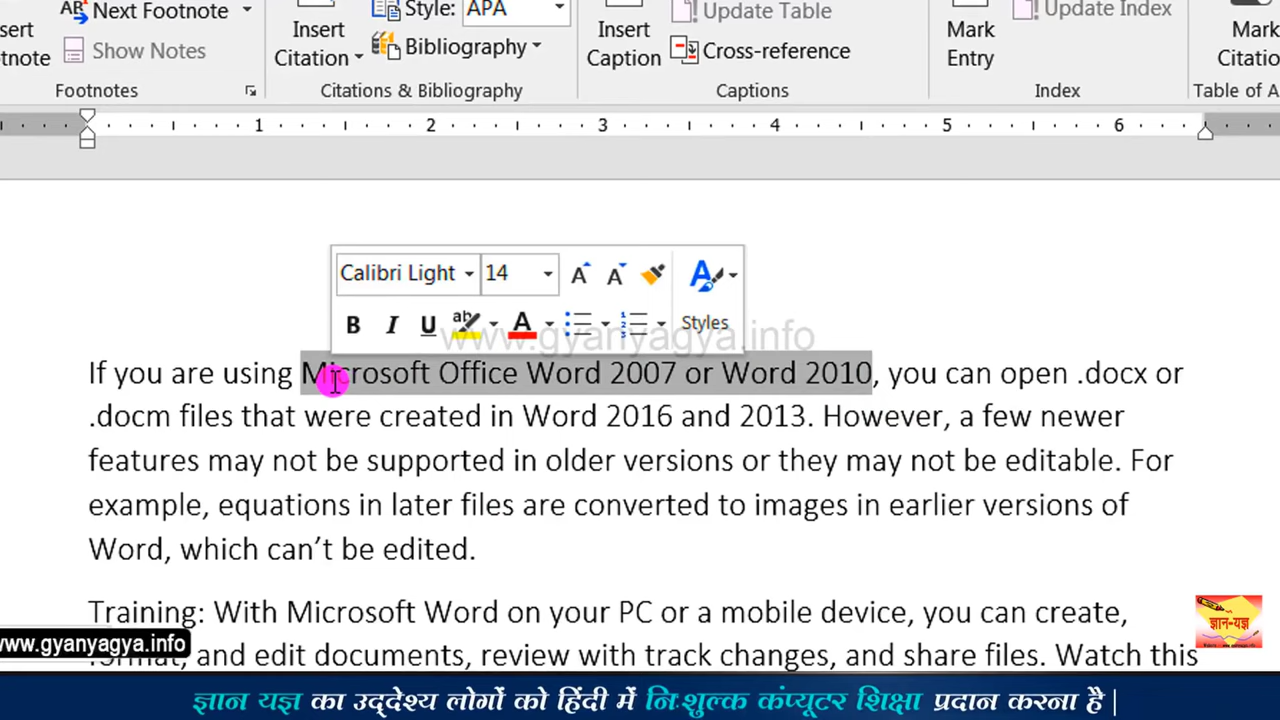 Next Footnote
Style: APA
Update Table
Update Index
Insert
Insert
Mark
Mark
Show Notes
Citation
Bibliography
Caption
Cross-reference
Entry
Footnotes
Citations & Bibliography
Captions
Index
Table of A
1 2 3 4 5 6
Calibri Light 14
B I U ab A Styles
www.gyanyagya.info
If you are using Microsoft Office Word 2007 or Word 2010, you can open .docx or
.docm files that were created in Word 2016 and 2013. However, a few newer
features may not be supported in older versions or they may not be editable. For
example, equations in later files are converted to images in earlier versions of
Word, which can’t be edited.
Training: With Microsoft Word on your PC or a mobile device, you can create,
www.gyanyagya.info
and edit documents, review with track changes, and share files. Watch this
ज्ञान-यज्ञ
ज्ञान यज्ञ का उद्देश्य लोगों को हिंदी में निःशुल्क कंप्यूटर शिक्षा प्रदान करना है |